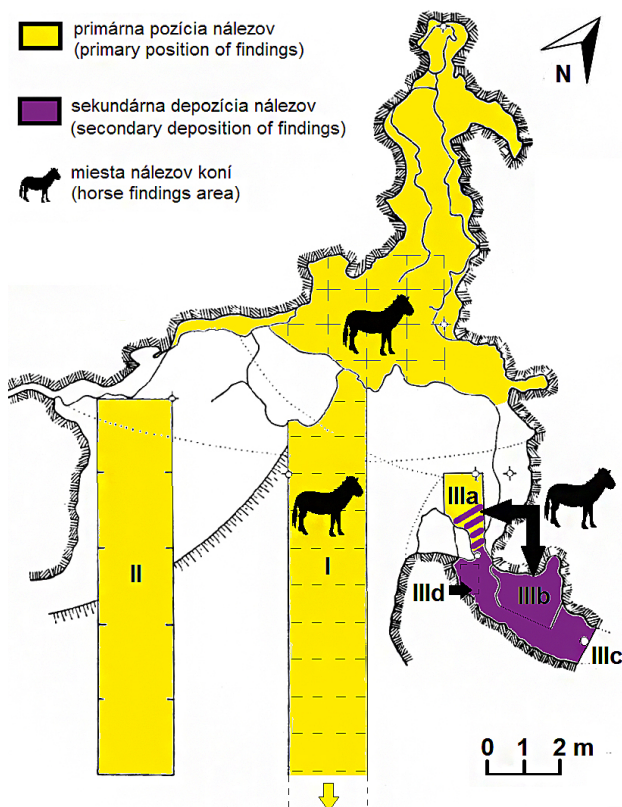 primárna pozícia nálezov
(primary position of findings)
N
sekundárna depozícia nálezov
(secondary deposition of findings)
miesta nálezov koní
(horse findings area)
IIIa
II
I
IIId
IIIb
IIIc
0 1 2 m